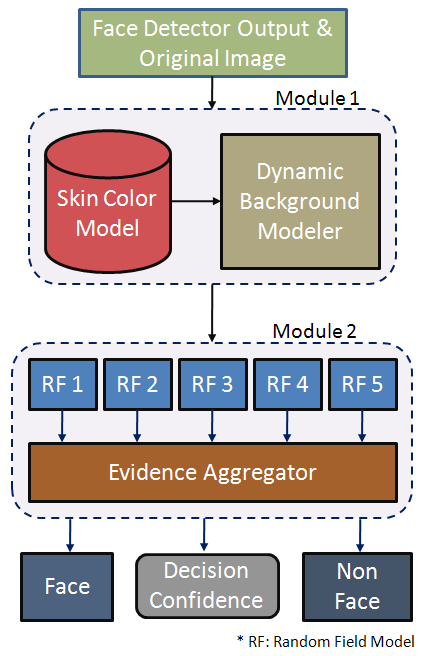 Face Detector Output &
Original Image
Module 1
Skin Color
Model
Dynamic
Background
Modeler
Module 2
RF 1
RF 2
RF 3
RF 4
RF 5
Evidence Aggregator
Face
Decision
Confidence
Non
Face
* RF: Random Field Model